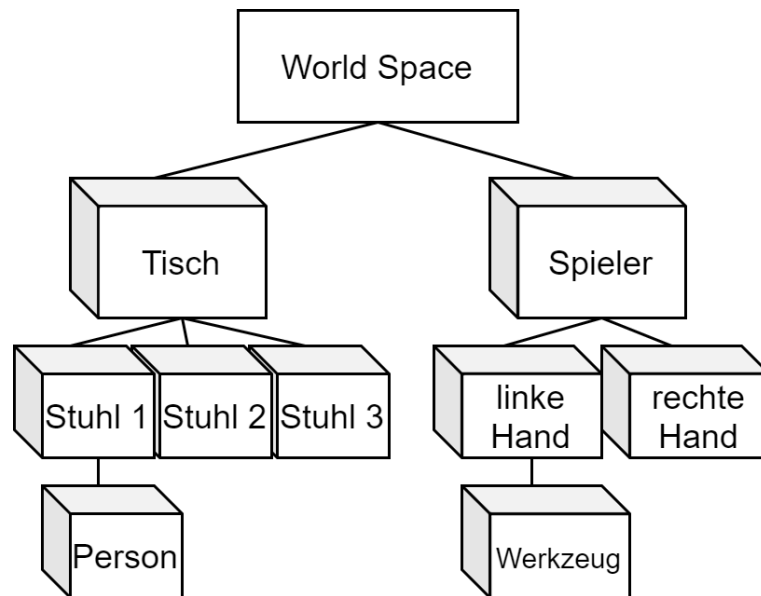 World Space
Tisch
Spieler
Stuhl 1
Stuhl 2
Stuhl 3
linke
Hand
rechte
Hand
Person
Werkzeug